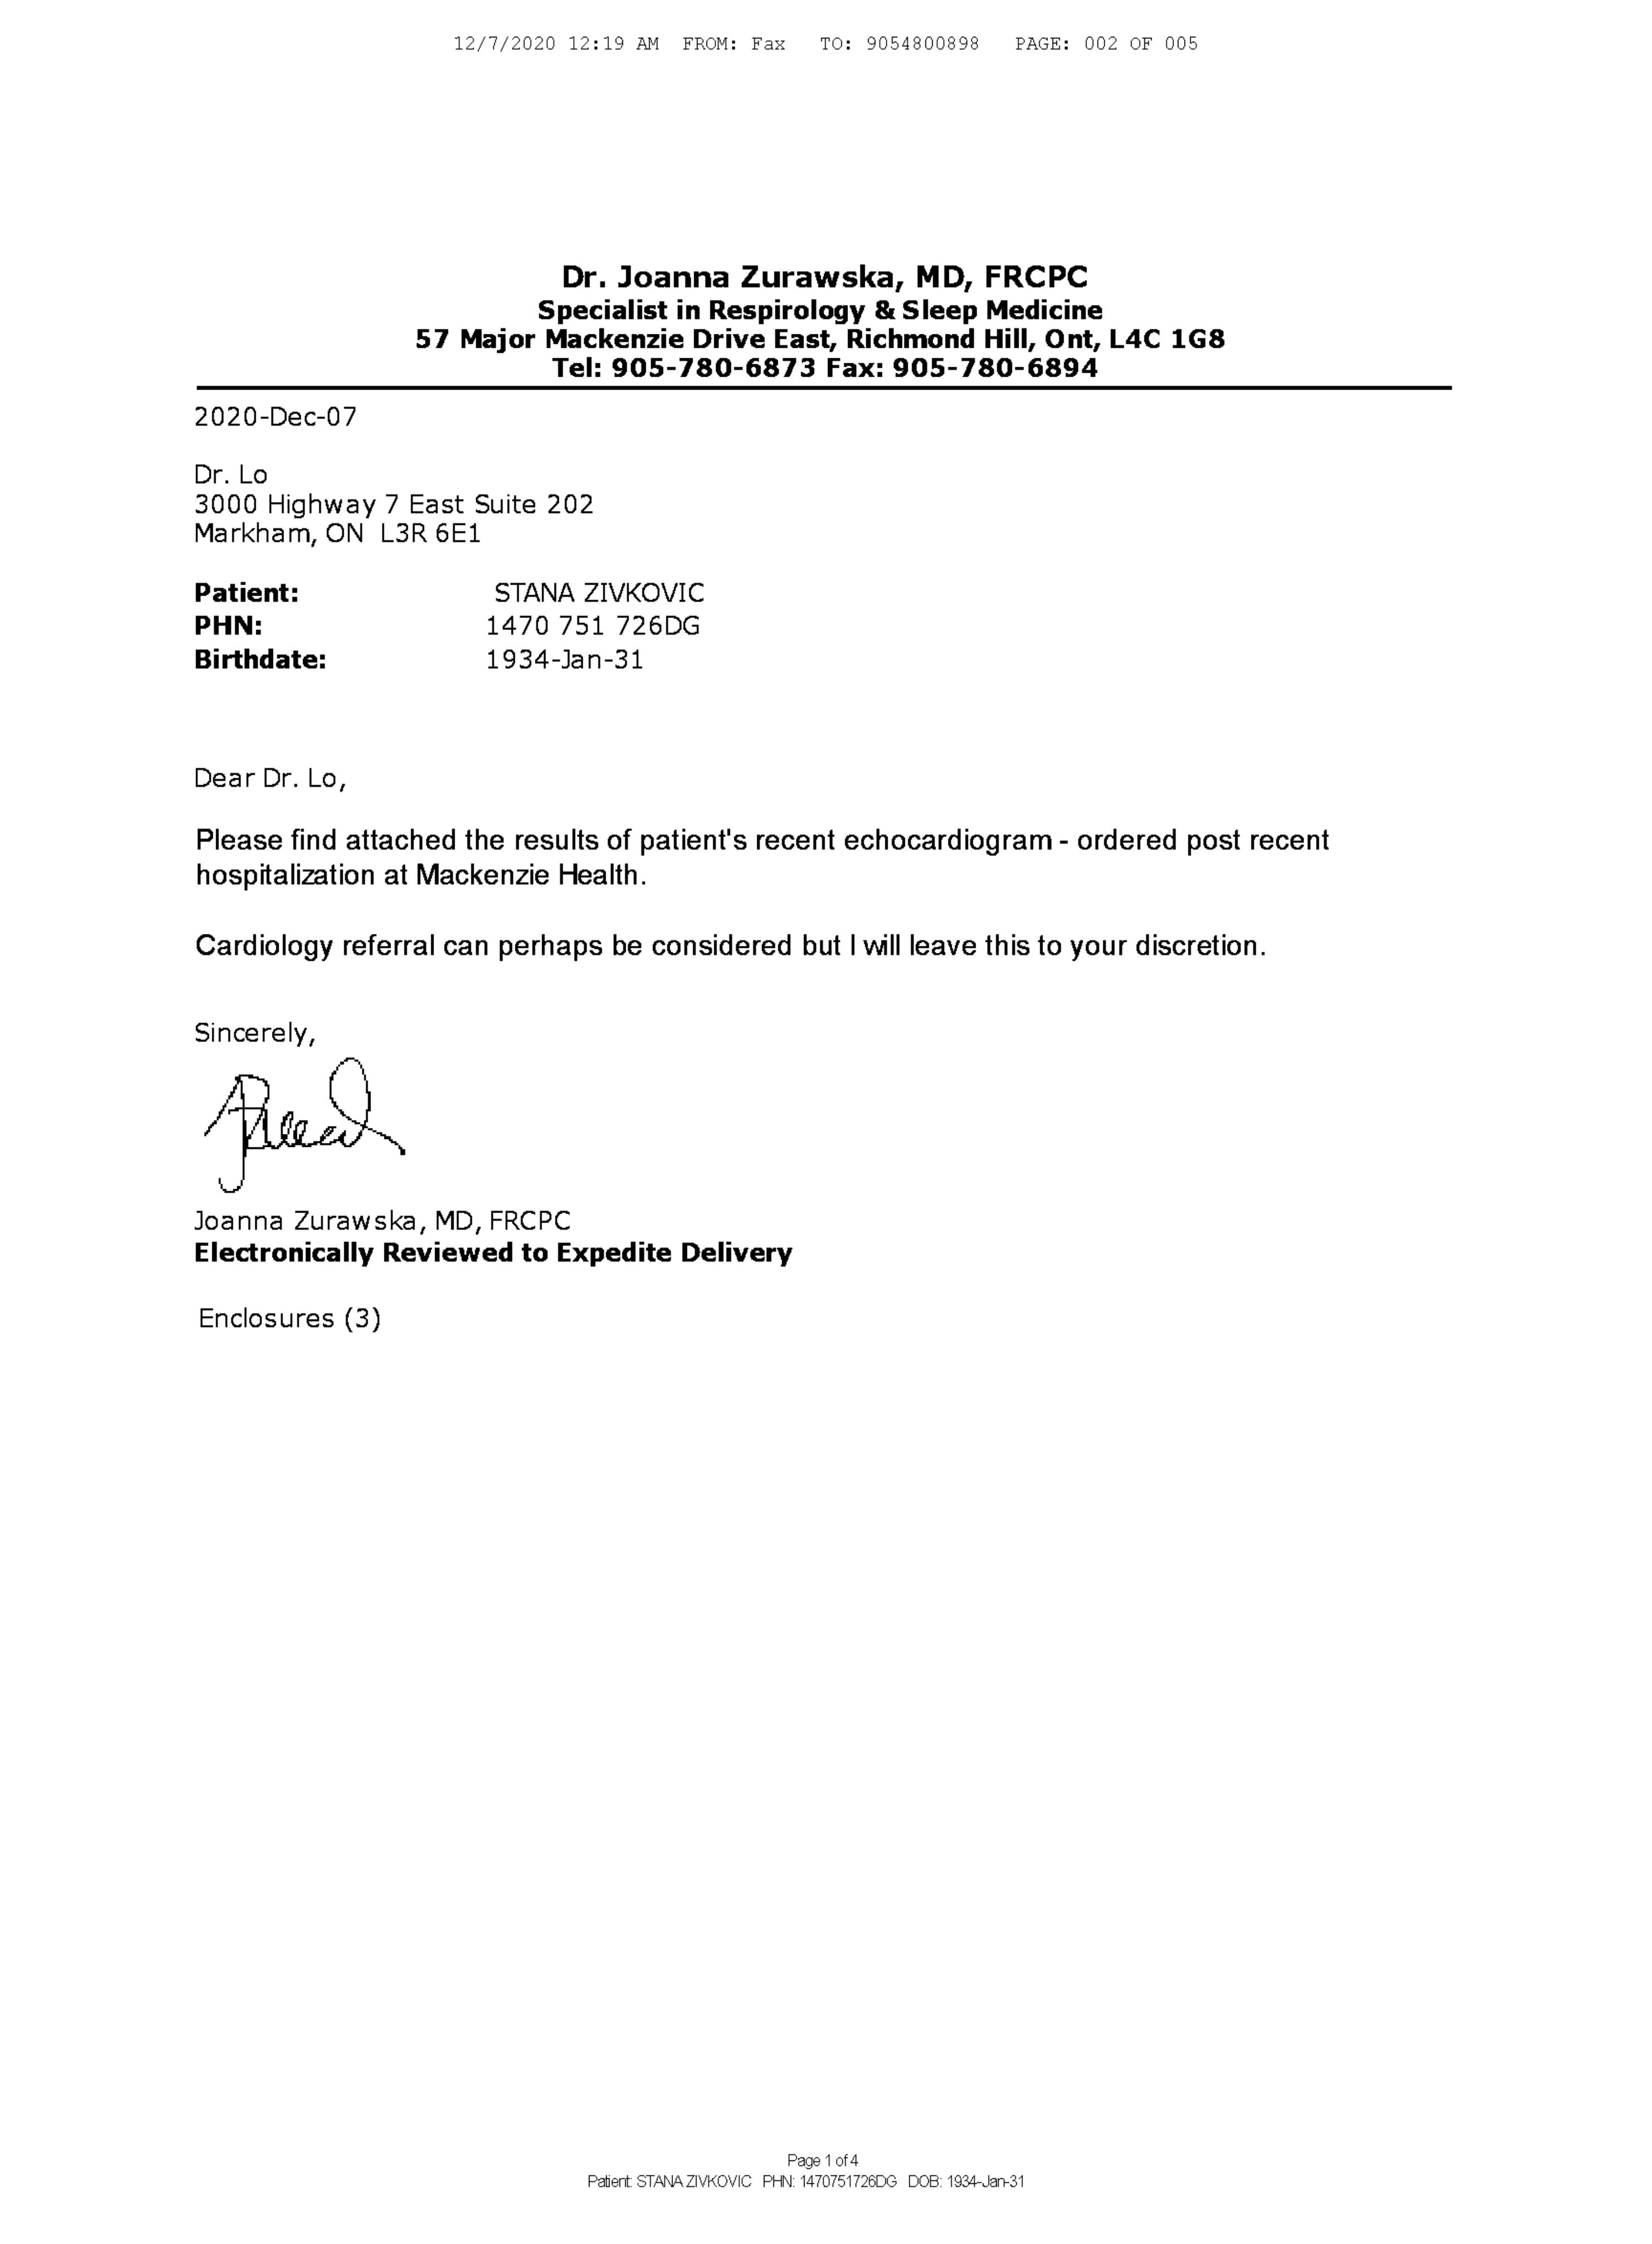 12/7/2020 12:19 AM FROM: Fax TO: 9054800898 PAGE: 002 OF 005
Dr. Joanna Zurawska, MD, FRCPC
Specialist in Respirology & Sleep Medicine
57 Major Mackenzie Drive East, Richmond Hill, Ont, L4C 1G8
Tel: 905-780-6873 Fax: 905-780-6894
2020-Dec-07
Dr. Lo
3000 Highway 7 East Suite 202
Markham, ON L3R 6E1
Patient: STANA ZIVKOVIC
PHN: 1470 751 726DG
Birthdate: 1934-Jan-31
Dear Dr. Lo,
Please find attached the results of patient's recent echocardiogram - ordered post recent
hospitalization at Mackenzie Health.
Cardiology referral can perhaps be considered but I will leave this to your discretion.
Sincerely,
Joanna Zurawska, MD, FRCPC
Electronically Reviewed to Expedite Delivery
Enclosures (3)
Page 1 of 4
Patient: STANA ZIVKOVIC PHN: 1470751726DG DOB: 1934-Jan-31